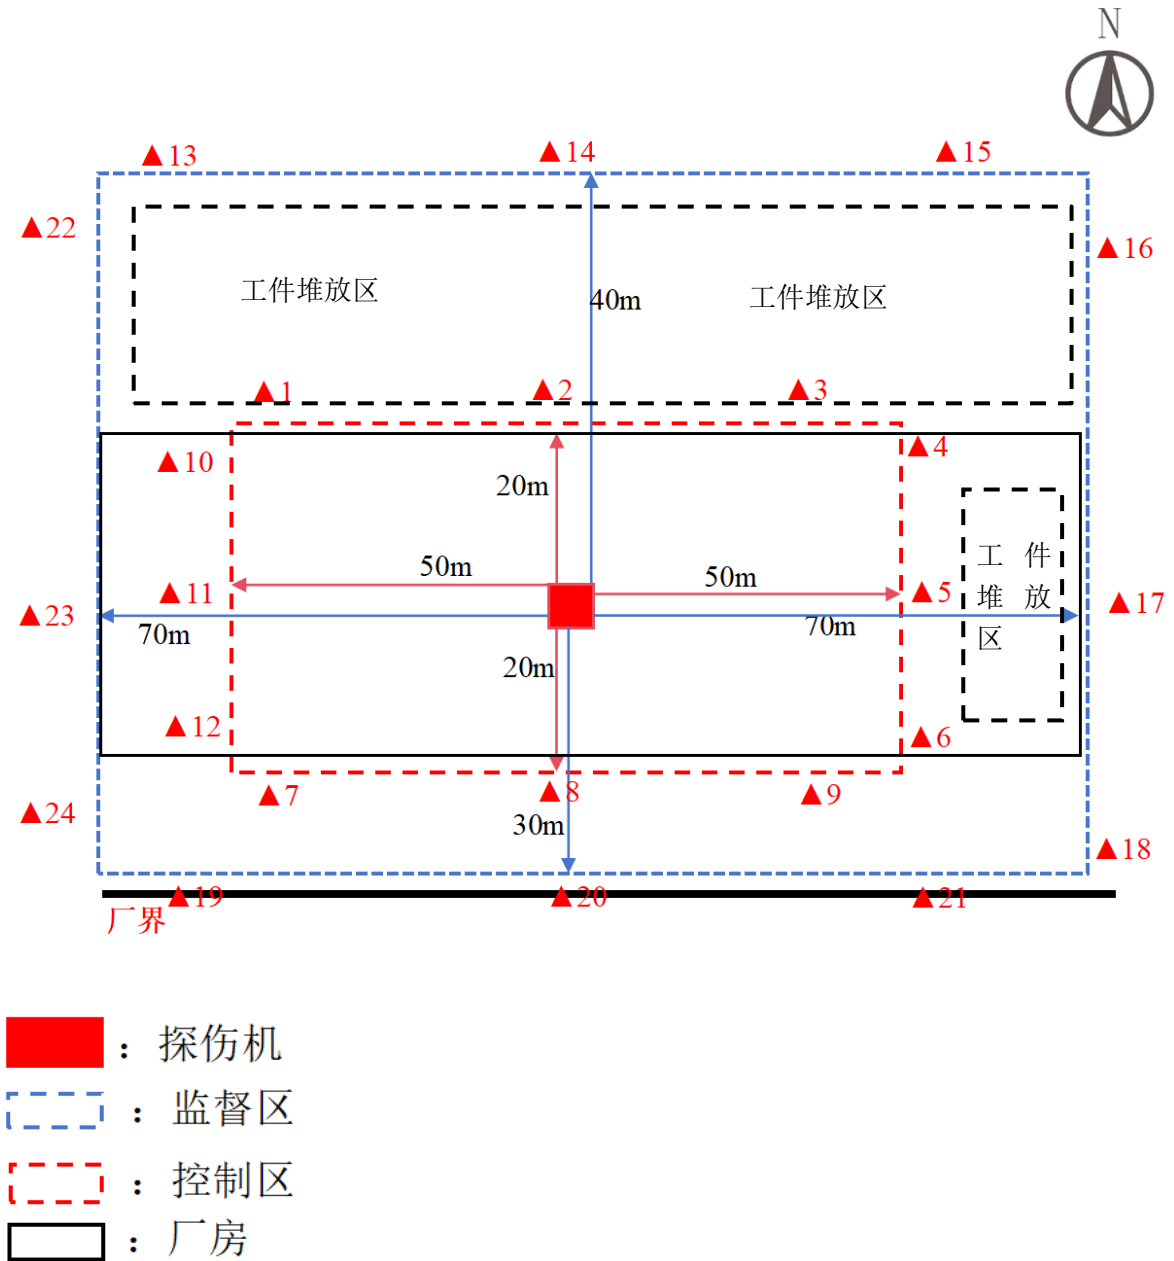 N
▲13
▲14
▲15
▲22
▲16
工件堆放区
40m
工件堆放区
▲1
▲2
▲3
▲10
▲4
20m
工 件
堆 放
区
50m
50m
▲11
▲5
▲23
▲17
70m
70m
20m
▲12
▲6
▲7
▲8
▲9
▲24
30m
▲18
▲19
▲20
▲21
厂界
：探伤机
：监督区
：控制区
：厂房